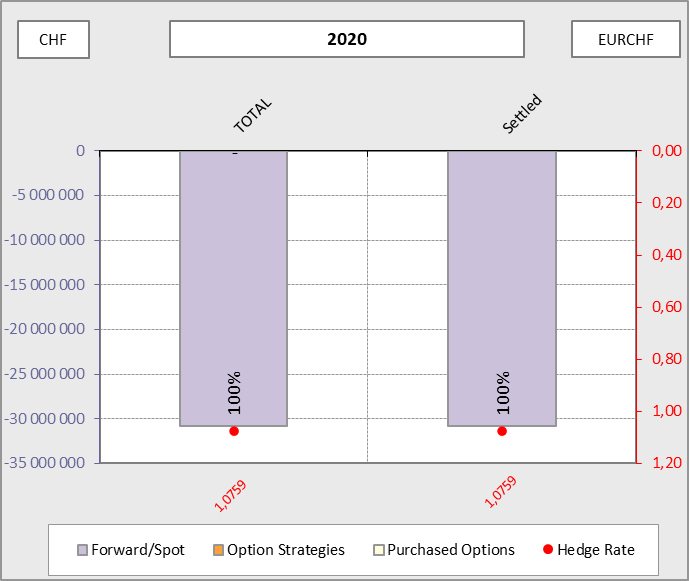 CHF
2020
EURCHF
TOTAL
Settled
0
-5 000 000
-10 000 000
-15 000 000
-20 000 000
-25 000 000
-30 000 000
-35 000 000
0,00
0,20
0,40
0,60
0,80
1,00
1,20
100%
100%
1,0759
1,0759
Forward/Spot
Option Strategies
Purchased Options
Hedge Rate